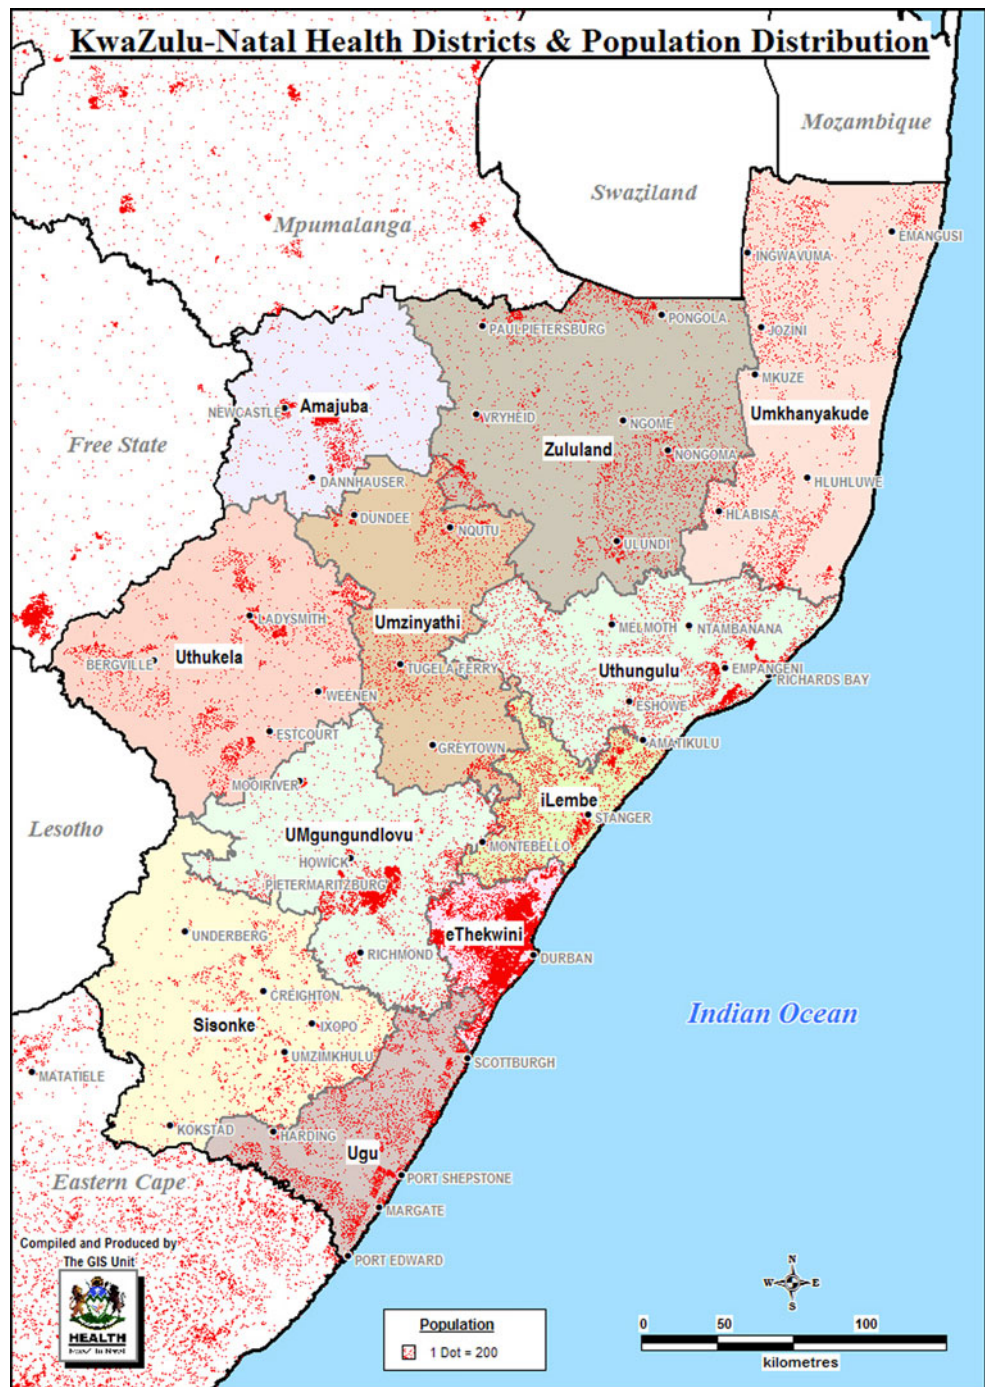 KwaZulu-Natal Health Districts & Population Distribution
Mozambique
Swaziland
Mpumalanga
EMANGUSI
INGWAVUMA
PAULPIETERSBURG
PONGOLA
JOZINI
MKUZE
NEWCASTLE
Amajuba
VRYHEID
NGOME
Umkhanyakude
Free State
Zululand
NONGOMA
DANNHAUSER
HLUHLUWE
DUNDEE
NQUTU
HLABISA
ULUNDI
LADYSMITH
Umzinyathi
MELMOTH
NTAMBANANA
BERGVILLE
Uthukela
TUGELA FERRY
Uthungulu
EMPANGENI
RICHARDS BAY
WEENEN
ESHOWE
ESTCOURT
GREYTOWN
AMATIKULU
MOOIRIVER
iLembe
STANGER
Lesotho
UMgungundlovu
MONTEBELLO
HOWICK
PIETERMARITZBURG
UNDERBERG
eThekwini
RICHMOND
DURBAN
CREIGHTON
Indian Ocean
Sisonke
IXOPO
UMZIMKHULU
SCOTTBURGH
MATATIELE
KOKSTAD
HARDING
Ugu
Eastern Cape
PORT SHEPSTONE
MARGATE
Compiled and Produced by
The GIS Unit
PORT EDWARD
N
W E
S
HEALTH
Population
1 Dot = 200
0 50 100
kilometres